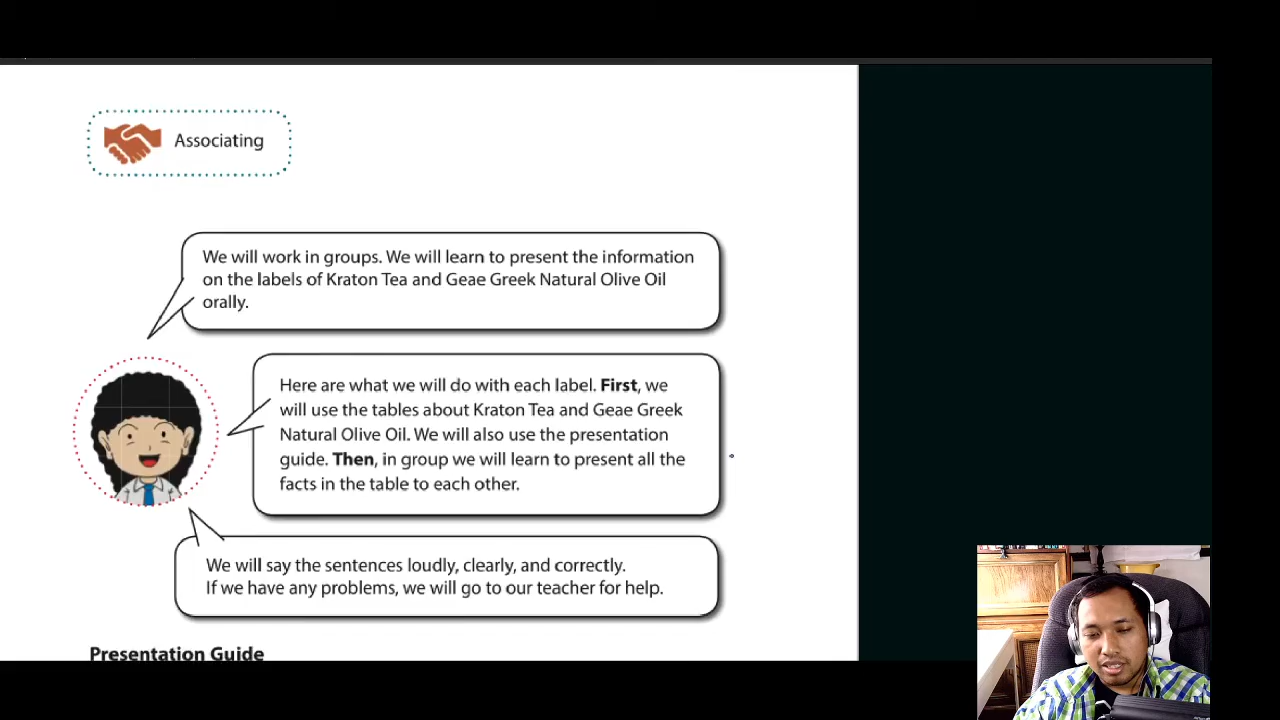 Associating
We will work in groups. We will learn to present the information
on the labels of Kraton Tea and Geae Greek Natural Olive Oil
orally.
Here are what we will do with each label. First, we
will use the tables about Kraton Tea and Geae Greek
Natural Olive Oil. We will also use the presentation
guide. Then, in group we will learn to present all the
facts in the table to each other.
We will say the sentences loudly, clearly, and correctly.
If we have any problems, we will go to our teacher for help.
Presentation Guide